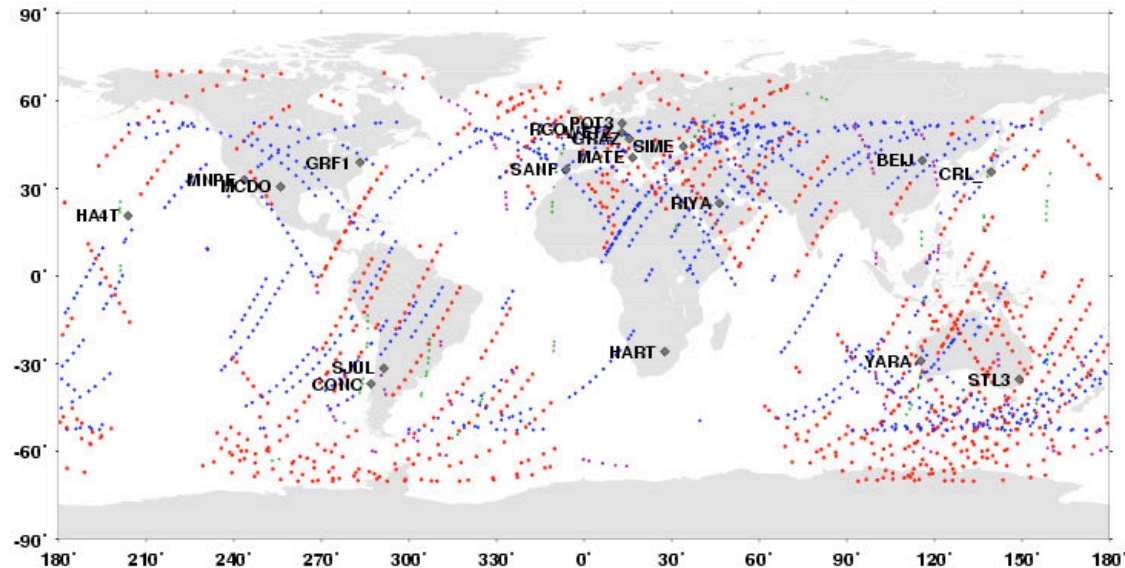 90°
60°
POT3
GRAZ
GRF1
MATE
SIME
BEIJ
SANF
CRL_
30°
MCDO
RIYA
HA4T
0°
-30°
HART
YARA
SJUL
CONC
STL3
-60°
-90°
180° 210° 240° 270° 300° 330° 0° 30° 60° 90° 120° 150° 180°